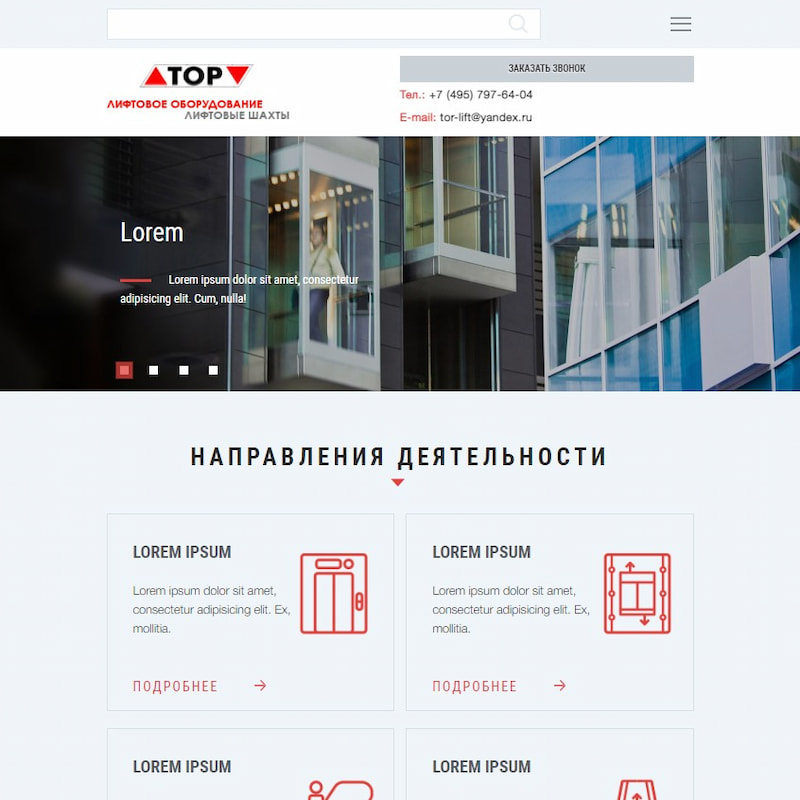 ТОР
ЛИФТОВОЕ ОБОРУДОВАНИЕ
ЛИФТОВЫЕ ШАХТЫ
ЗАКАЗАТЬ ЗВОНОК
Тел.: +7 (495) 797-64-04
E-mail: tor-lift@yandex.ru
Lorem
Lorem ipsum dolor sit amet, consectetur
adipisicing elit. Cum, nulla!
НАПРАВЛЕНИЯ ДЕЯТЕЛЬНОСТИ
LOREM IPSUM
Lorem ipsum dolor sit amet,
consectetur adipisicing elit. Ex,
mollitia.
ПОДРОБНЕЕ
LOREM IPSUM
Lorem ipsum dolor sit amet,
consectetur adipisicing elit. Ex,
mollitia.
ПОДРОБНЕЕ
LOREM IPSUM
LOREM IPSUM